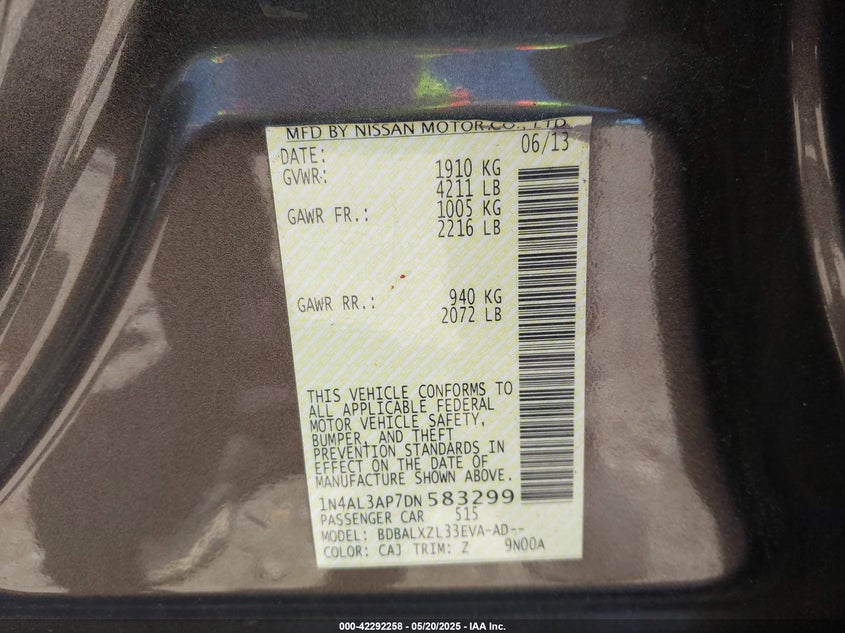 MFD BY NISSAN MOTOR CO., LTD.
DATE: 06/13
GVWR: 1910 KG
4211 LB
GAWR FR.: 1005 KG
2216 LB
GAWR RR.: 940 KG
2072 LB
THIS VEHICLE CONFORMS TO
ALL APPLICABLE FEDERAL
MOTOR VEHICLE SAFETY,
BUMPER, AND THEFT
PREVENTION STANDARDS IN
EFFECT ON THE DATE OF
MANUFACTURE SHOWN ABOVE.
1N4AL3AP7DN583299
PASSENGER CAR 515
MODEL: BDBALXZL33EVA-AD--
COLOR: CAJ TRIM: Z 9N00A
000-42292258 - 05/20/2025 - IAA Inc.